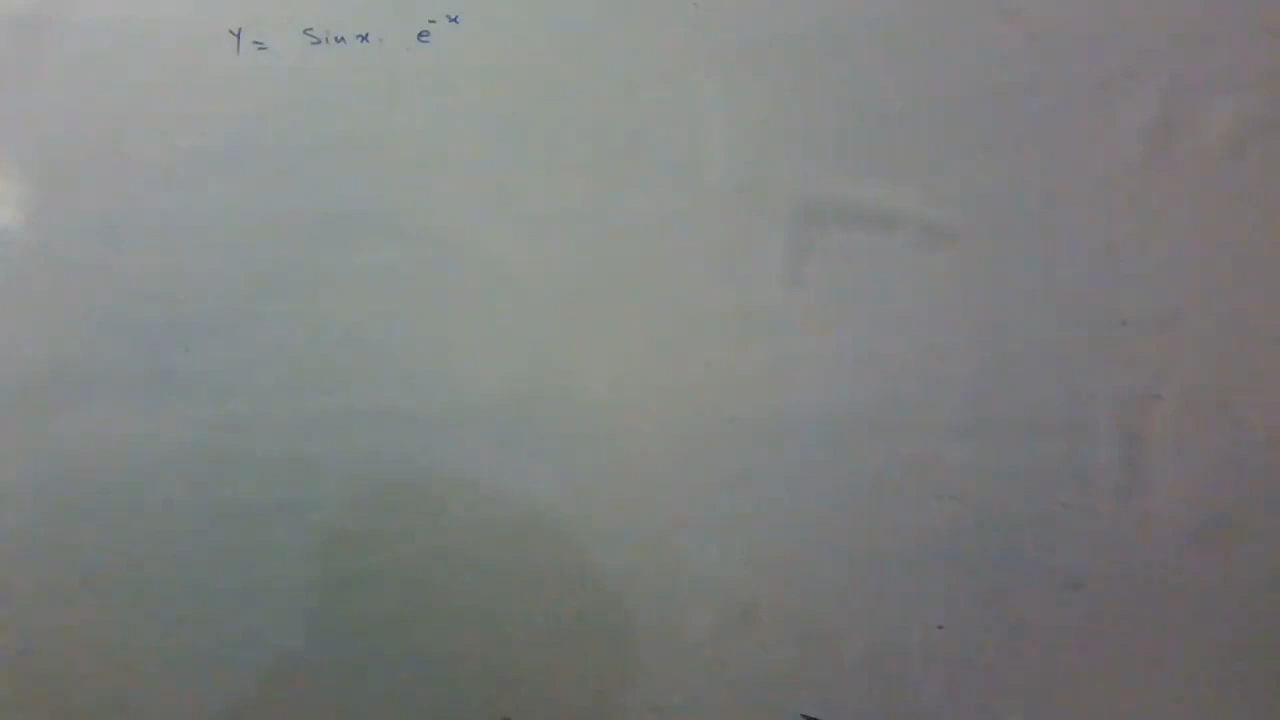 Y = Sin x. e^-x